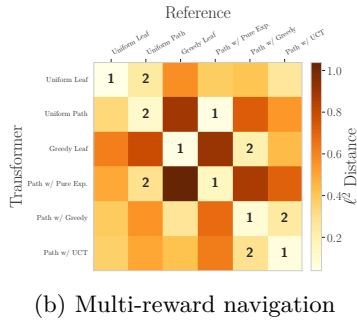 Reference
Uniform Leaf
Uniform Path
Greedy Leaf
Path w/ Pure Exp.
Path w/ Greedy
Path w/ UCT
Transformer
Uniform Leaf 1 2
Uniform Path 2 1
Greedy Leaf 1 2
Path w/ Pure Exp. 2 1
Path w/ Greedy 1 2
Path w/ UCT 2 1
1.0
0.8
0.6
0.4
0.2
ℓ² Distance
(b) Multi-reward navigation